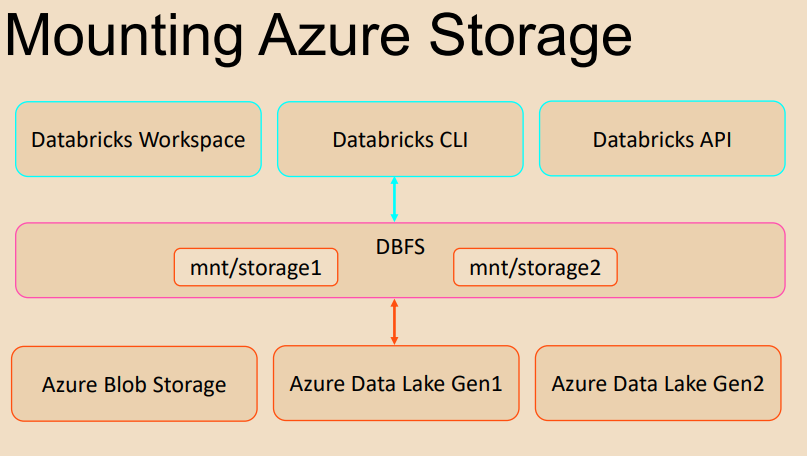 Mounting Azure Storage
Databricks Workspace
Databricks CLI
Databricks API
DBFS
mnt/storage1
mnt/storage2
Azure Blob Storage
Azure Data Lake Gen1
Azure Data Lake Gen2